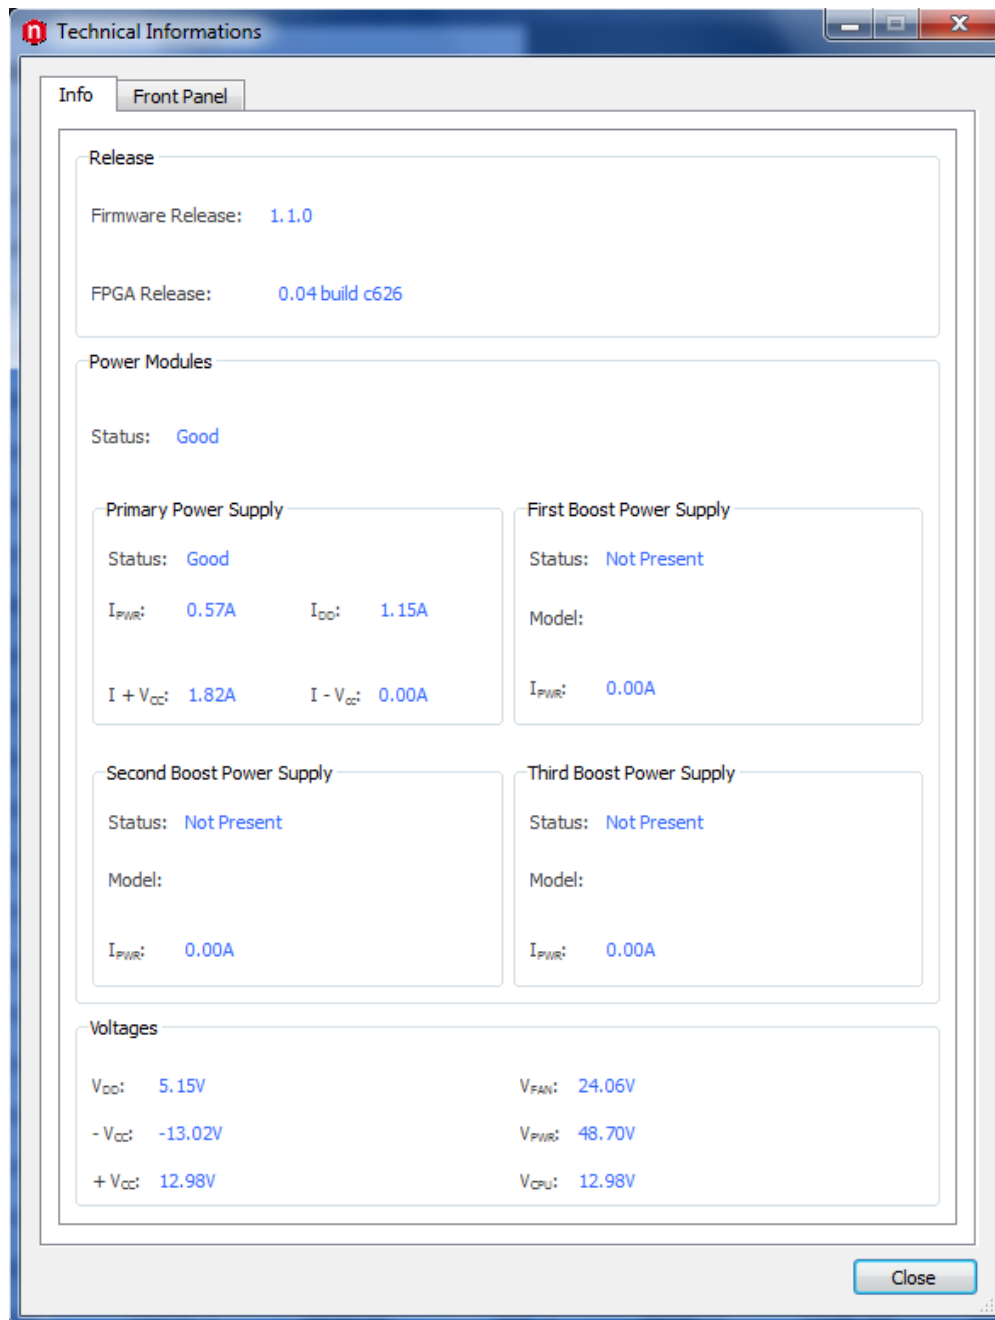 Technical Informations
Info Front Panel
Release
Firmware Release: 1.1.0
FPGA Release: 0.04 build c626
Power Modules
Status: Good
Primary Power Supply
Status: Good
IPWR: 0.57A IDD: 1.15A
I + VCC: 1.82A I - VCC: 0.00A
First Boost Power Supply
Status: Not Present
Model:
IPWR: 0.00A
Second Boost Power Supply
Status: Not Present
Model:
IPWR: 0.00A
Third Boost Power Supply
Status: Not Present
Model:
IPWR: 0.00A
Voltages
VDD: 5.15V VFAN: 24.06V
- VCC: -13.02V VPWR: 48.70V
+ VCC: 12.98V VCPU: 12.98V
Close